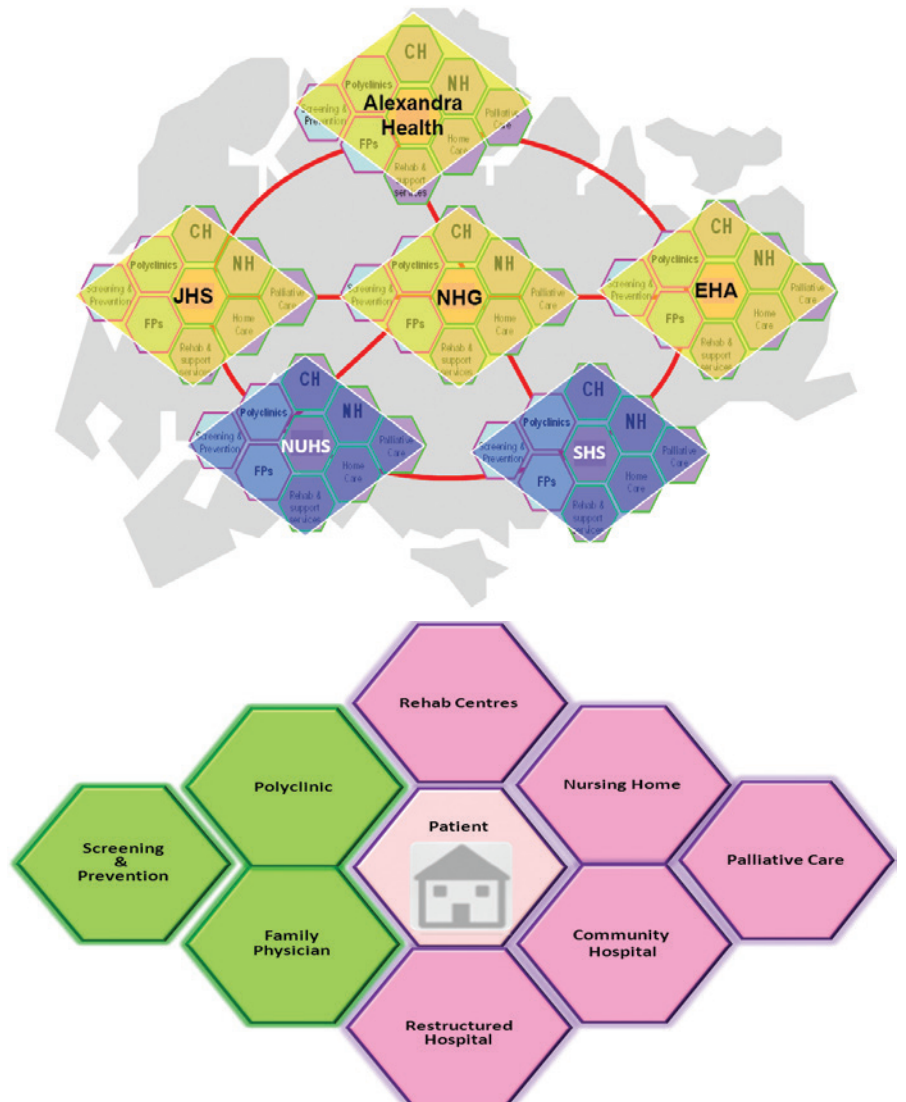 CH
Polyclinics
NH
Screening &
Prevention
Alexandra
Health
Palliative
Care
FPs
Home
Care
Rehab &
support
services
CH
Polyclinics
NH
Screening &
Prevention
JHS
Palliative
Care
FPs
Home
Care
Rehab &
support
services
CH
Polyclinics
NH
Screening &
Prevention
NHG
Palliative
Care
FPs
Home
Care
Rehab &
support
services
CH
Polyclinics
NH
Screening &
Prevention
EHA
Palliative
Care
FPs
Home
Care
Rehab &
support
services
CH
Polyclinics
NH
Screening &
Prevention
NUHS
Palliative
Care
FPs
Home
Care
Rehab &
support
services
CH
Polyclinics
NH
Screening &
Prevention
SHS
Palliative
Care
FPs
Home
Care
Rehab &
support
services
Rehab Centres
Polyclinic
Nursing Home
Patient
Screening
&
Prevention
Palliative Care
Family
Physician
Community
Hospital
Restructured
Hospital